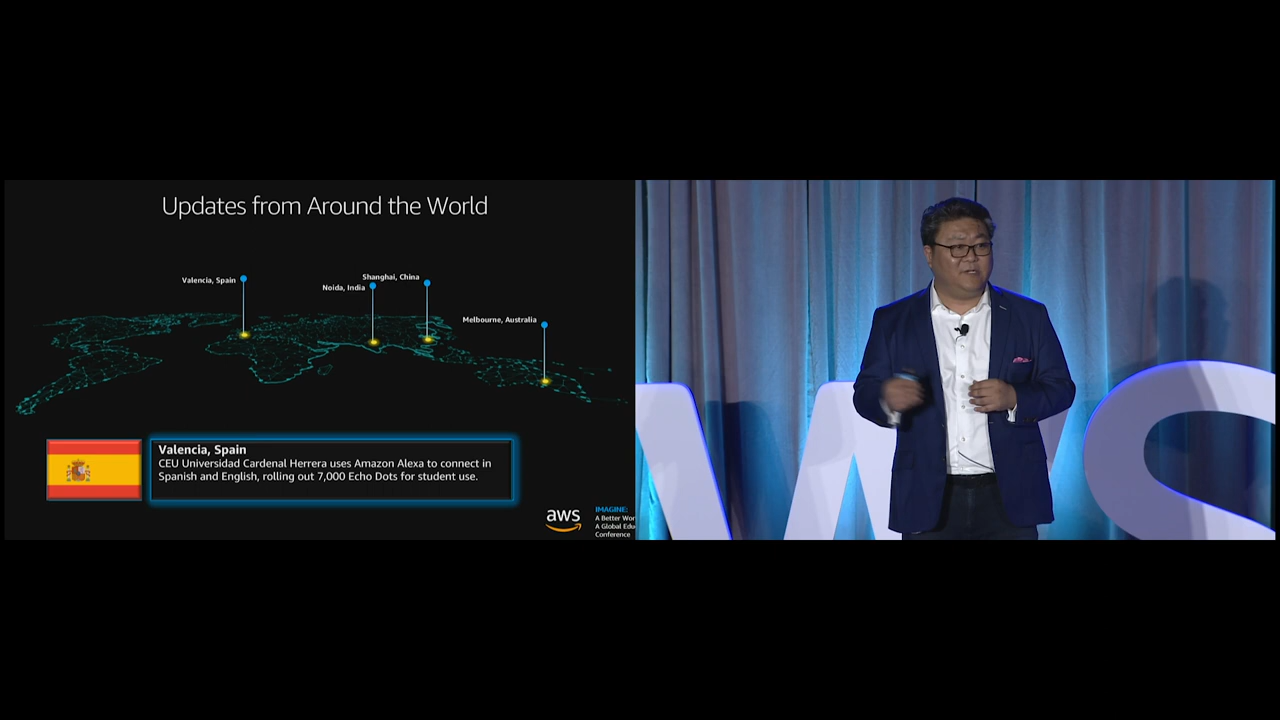 Updates from Around the World
Valencia, Spain
Shanghai, China
Noida, India
Melbourne, Australia
Valencia, Spain
CEU Universidad Cardenal Herrera uses Amazon Alexa to connect in
Spanish and English, rolling out 7,000 Echo Dots for student use.
aws
IMAGINE:
A Better Wor
A Global Edu
Conference
WS